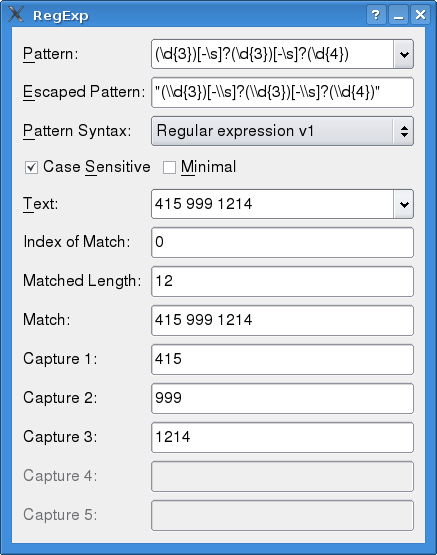 RegExp
Pattern: (\d{3})[-\s]?(\d{3})[-\s]?(\d{4})
Escaped Pattern: "(\\d{3})[-\\s]?(\\d{3})[-\\s]?(\\d{4})"
Pattern Syntax: Regular expression v1
Case Sensitive Minimal
Text: 415 999 1214
Index of Match: 0
Matched Length: 12
Match: 415 999 1214
Capture 1: 415
Capture 2: 999
Capture 3: 1214
Capture 4:
Capture 5: